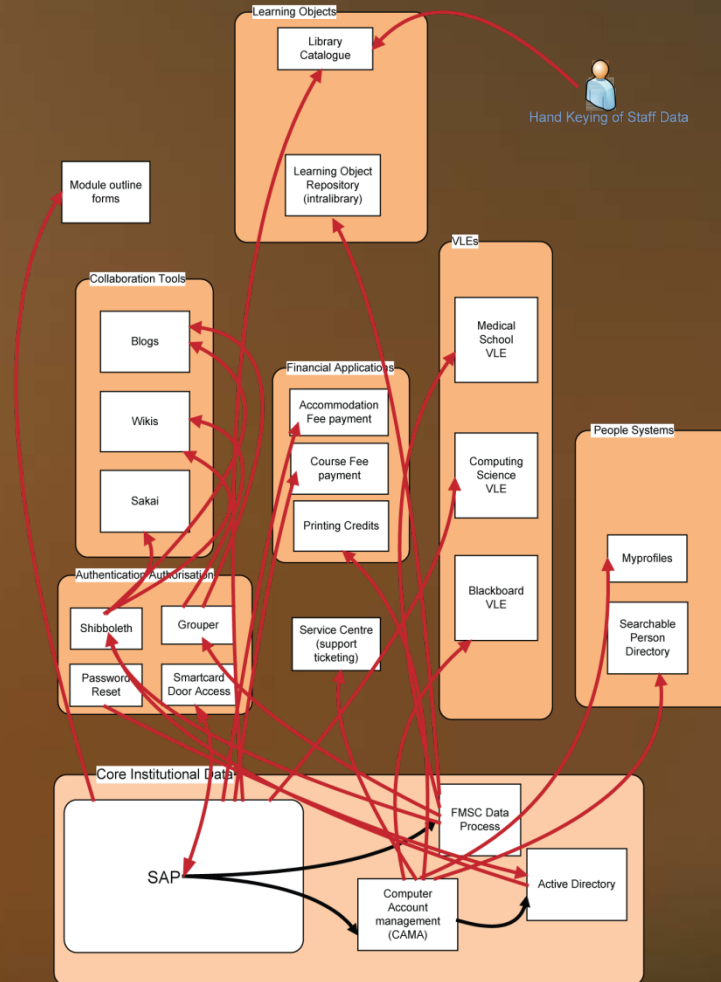 Learning Objects
Library
Catalogue
Hand Keying of Staff Data
Learning Object
Repository
(intralibrary)
Module outline
forms
VLEs
Collaboration Tools
Blogs
Wikis
Sakai
Financial Applications
Accommodation
Fee payment
Course Fee
payment
Printing Credits
Medical
School
VLE
Computing
Science
VLE
Blackboard
VLE
People Systems
Myprofiles
Searchable
Person
Directory
Authentication Authorisation
Shibboleth
Grouper
Password
Reset
Smartcard
Door Access
Service Centre
(support
ticketing)
Core Institutional Data
SAP
FMSC Data
Process
Computer
Account
management
(CAMA)
Active Directory